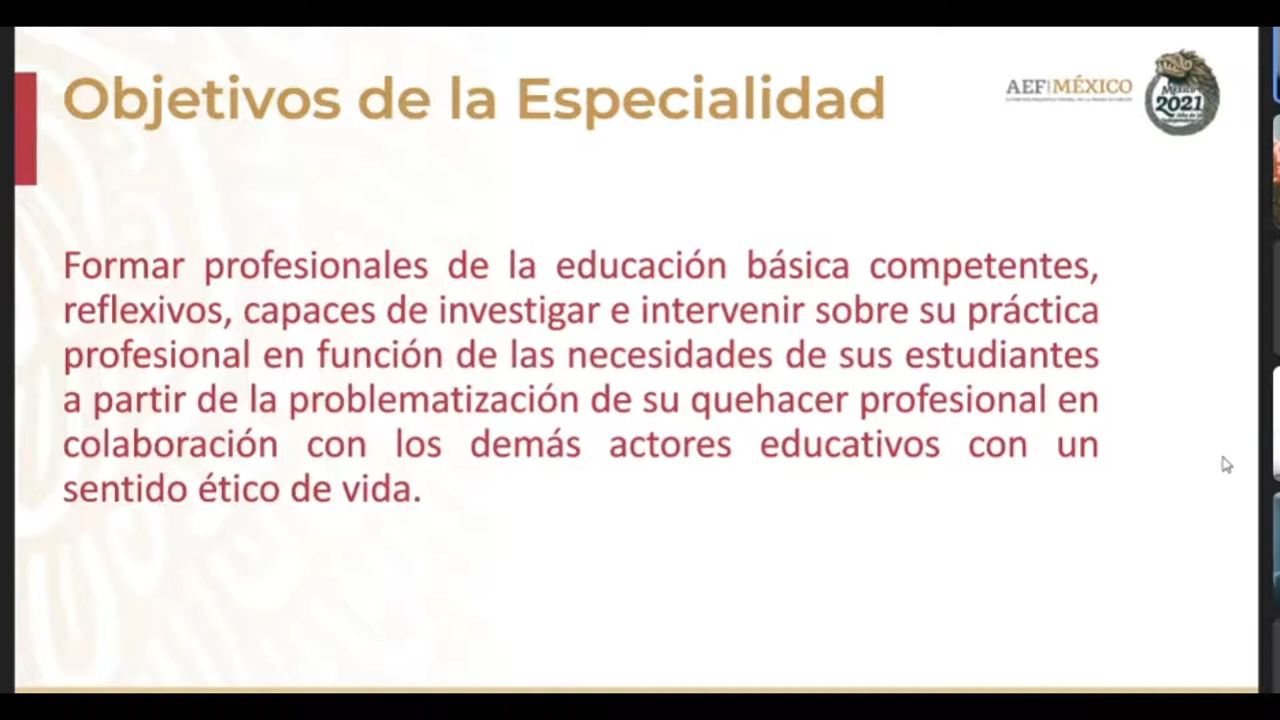 Objetivos de la Especialidad
AEF MÉXICO
México
2021
Formar profesionales de la educación básica competentes,
reflexivos, capaces de investigar e intervenir sobre su práctica
profesional en función de las necesidades de sus estudiantes
a partir de la problematización de su quehacer profesional en
colaboración con los demás actores educativos con un
sentido ético de vida.